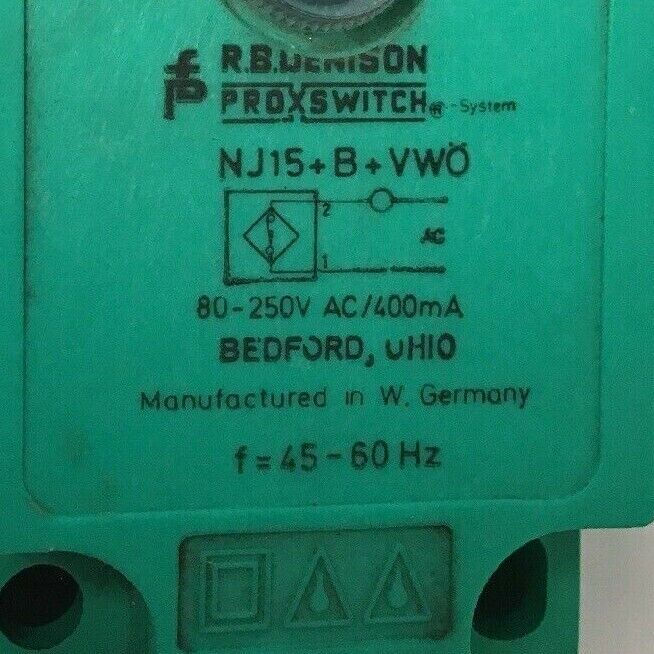 R.B.DENISON
PROXSWITCH ® -System
NJ15+B+VWÖ
2
AC
1
80-250V AC/400mA
BEDFORD, OHIO
Manufactured in W. Germany
f = 45 - 60 Hz